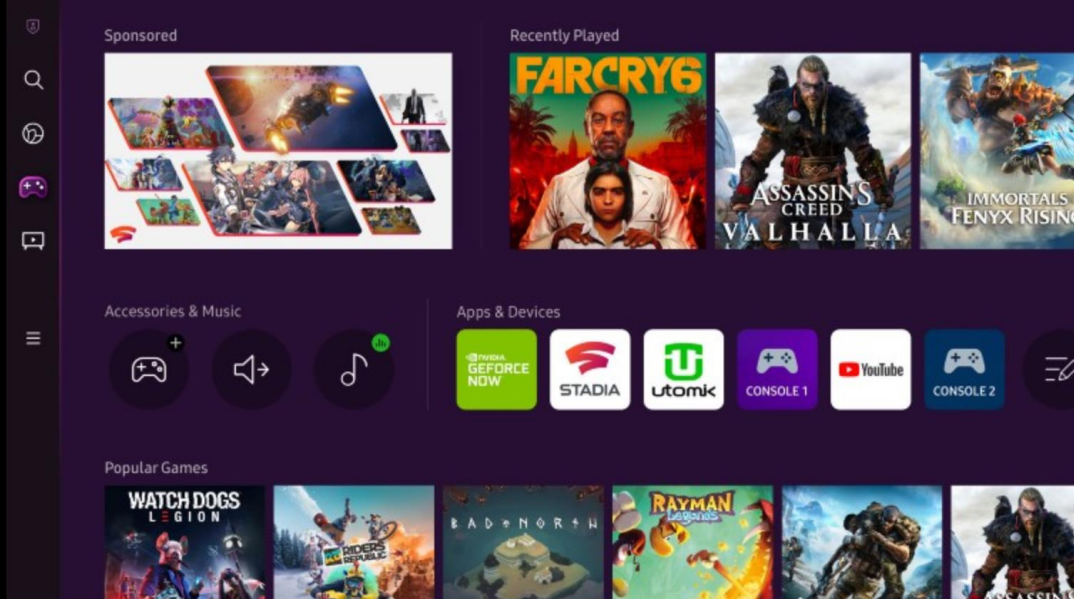 Sponsored
Recently Played
FARCRY6
ASSASSIN'S
CREED
VALHALLA
IMMORTALS
FENYX RISING
Accessories & Music
Apps & Devices
NVIDIA
GEFORCE
NOW
STADIA
utomik
CONSOLE 1
YouTube
CONSOLE 2
Popular Games
WATCH DOGS
LEGION
RIDERS
REPUBLIC
BAD NORTH
RAYMAN
Legends
ASSASSIN'S